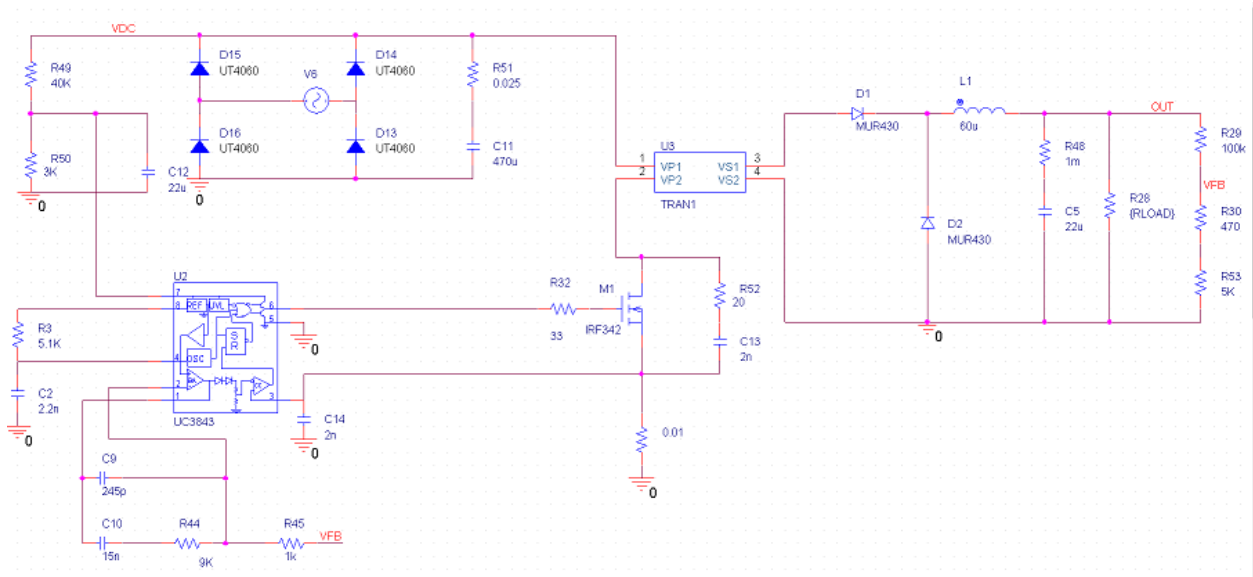 VDC
R49
40K
D15
UT4060
V6
D14
UT4060
R51
0.025
R50
3K
C12
22u
0
D16
UT4060
0
D13
UT4060
C11
470u
U3
1
2
VP1
VP2
VS1
VS2
3
4
TRAN1
D1
MUR430
L1
60u
OUT
R29
100k
VFB
R48
1m
C5
22u
R28
{RLOAD}
R30
470
R53
5K
D2
MUR430
0
U2
7
8
REF
UVL
6
5
0
R3
5.1K
4
OSC
S
R
2
1
3
UC3843
C2
2.2n
0
C14
2n
0
R32
33
M1
IRF342
R52
20
C13
2n
0.01
0
C9
245p
C10
15n
R44
9K
R45
1k
VFB